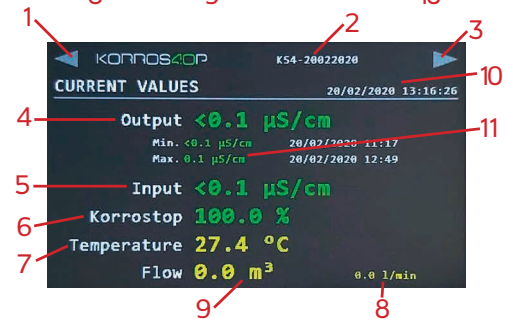 1
2
3
KORROS40P K54-20022020
10
CURRENT VALUES 20/02/2020 13:16:26
4 Output <0.1 µS/cm
11
Min. <0.1 µS/cm 20/02/2020 11:17
Max. 0.1 µS/cm 20/02/2020 12:49
5 Input <0.1 µS/cm
6 Korrostop 100.0 %
7 Temperature 27.4 ºC
Flow 0.0 m³ 0.0 l/min
9
8